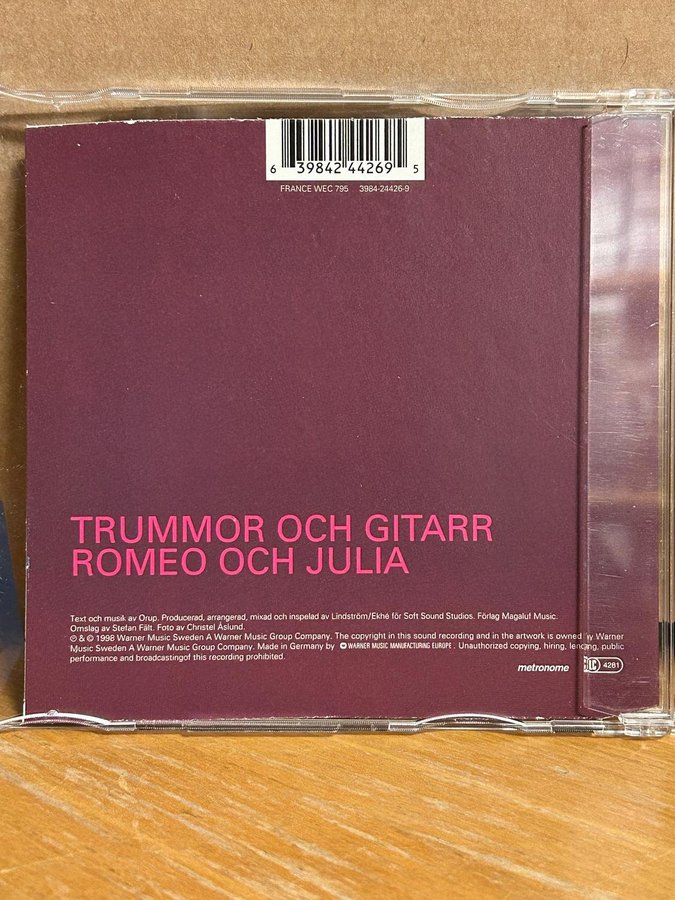 6 39842 44269 5
FRANCE WEC 795 3984-24426-9
TRUMMOR OCH GITARR
ROMEO OCH JULIA
Text och musik av Orup. Producerad, arrangerad, mixad och inspelad av Lindström/Ekhé för Soft Sound Studios. Förlag Magaluf Music.
Omslag av Stefan Fält. Foto av Christel Åslund.
℗ & © 1998 Warner Music Sweden A Warner Music Group Company. The copyright in this sound recording and in the artwork is owned by Warner
Music Sweden A Warner Music Group Company. Made in Germany by WARNER MUSIC MANUFACTURING EUROPE. Unauthorized copying, hiring, lending, public
performance and broadcastingof this recording prohibited.
metronome LC 4281